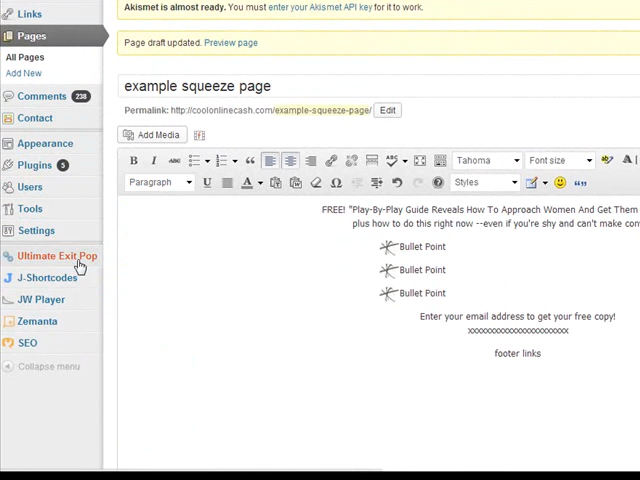 Links
Pages
All Pages
Add New
Comments 238
Contact
Appearance
Plugins 5
Users
Tools
Settings
Ultimate Exit Pop
J-Shortcodes
JW Player
Zemanta
SEO
Collapse menu
Akismet is almost ready. You must enter your Akismet API key for it to work.
Page draft updated. Preview page
example squeeze page
Permalink: http://coolonlinecash.com/example-squeeze-page/ Edit
Add Media
B I ABC Tahoma Font size A
Paragraph U A Styles
FREE! "Play-By-Play Guide Reveals How To Approach Women And Get Them
plus how to do this right now --even if you're shy and can't make
Bullet Point
Bullet Point
Bullet Point
Enter your email address to get your free copy!
xxxxxxxxxxxxxxxxxxxxxx
footer links